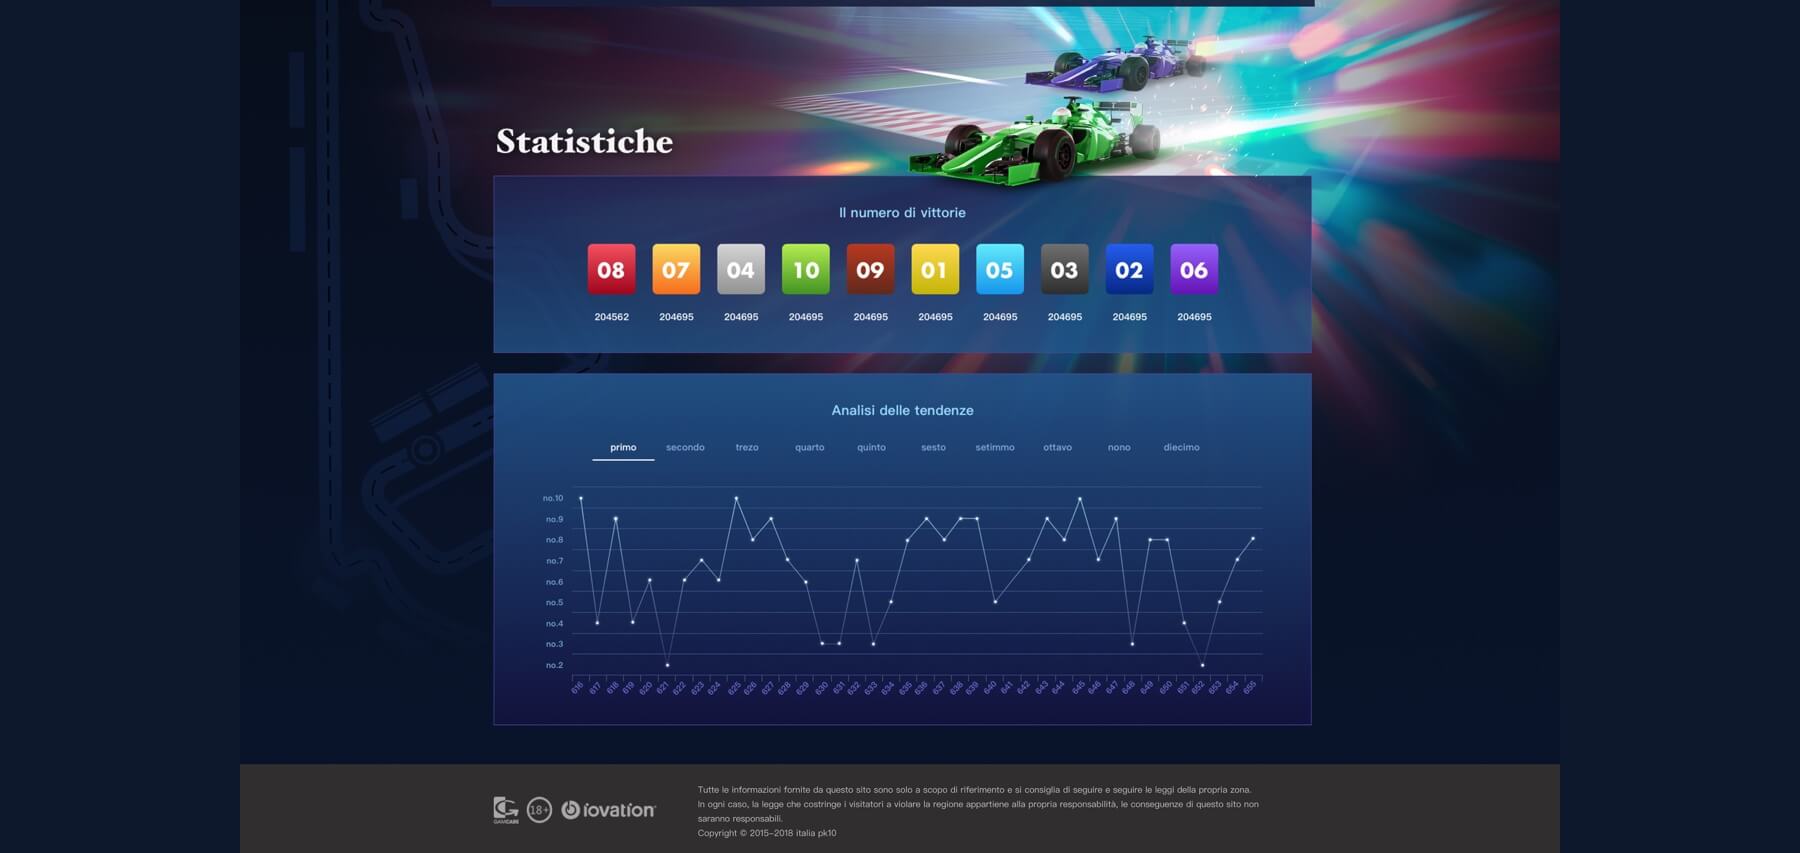 Statistiche
Il numero di vittorie
08 07 04 10 09 01 05 03 02 06
204562 204695 204695 204695 204695 204695 204695 204695 204695 204695
Analisi delle tendenze
primo secondo trezo quarto quinto sesto setimmo ottavo nono diecimo
no.10
no.9
no.8
no.7
no.6
no.5
no.4
no.3
no.2
616 617 618 619 620 621 622 623 624 625 626 627 628 629 630 631 632 633 634 635 636 637 638 639 640 641 642 643 644 645 646 647 648 649 650 651 652 653 654 655
GAMCARE 18+ iovation
Tutte le informazioni fornite da questo sito sono solo a scopo di riferimento e si consiglia di seguire e seguire le leggi della propria zona.
In ogni caso, la legge che costringe i visitatori a violare la regione appartiene alla propria responsabilità, le conseguenze di questo sito non
saranno responsabili.
Copyright © 2015-2018 italia pk10